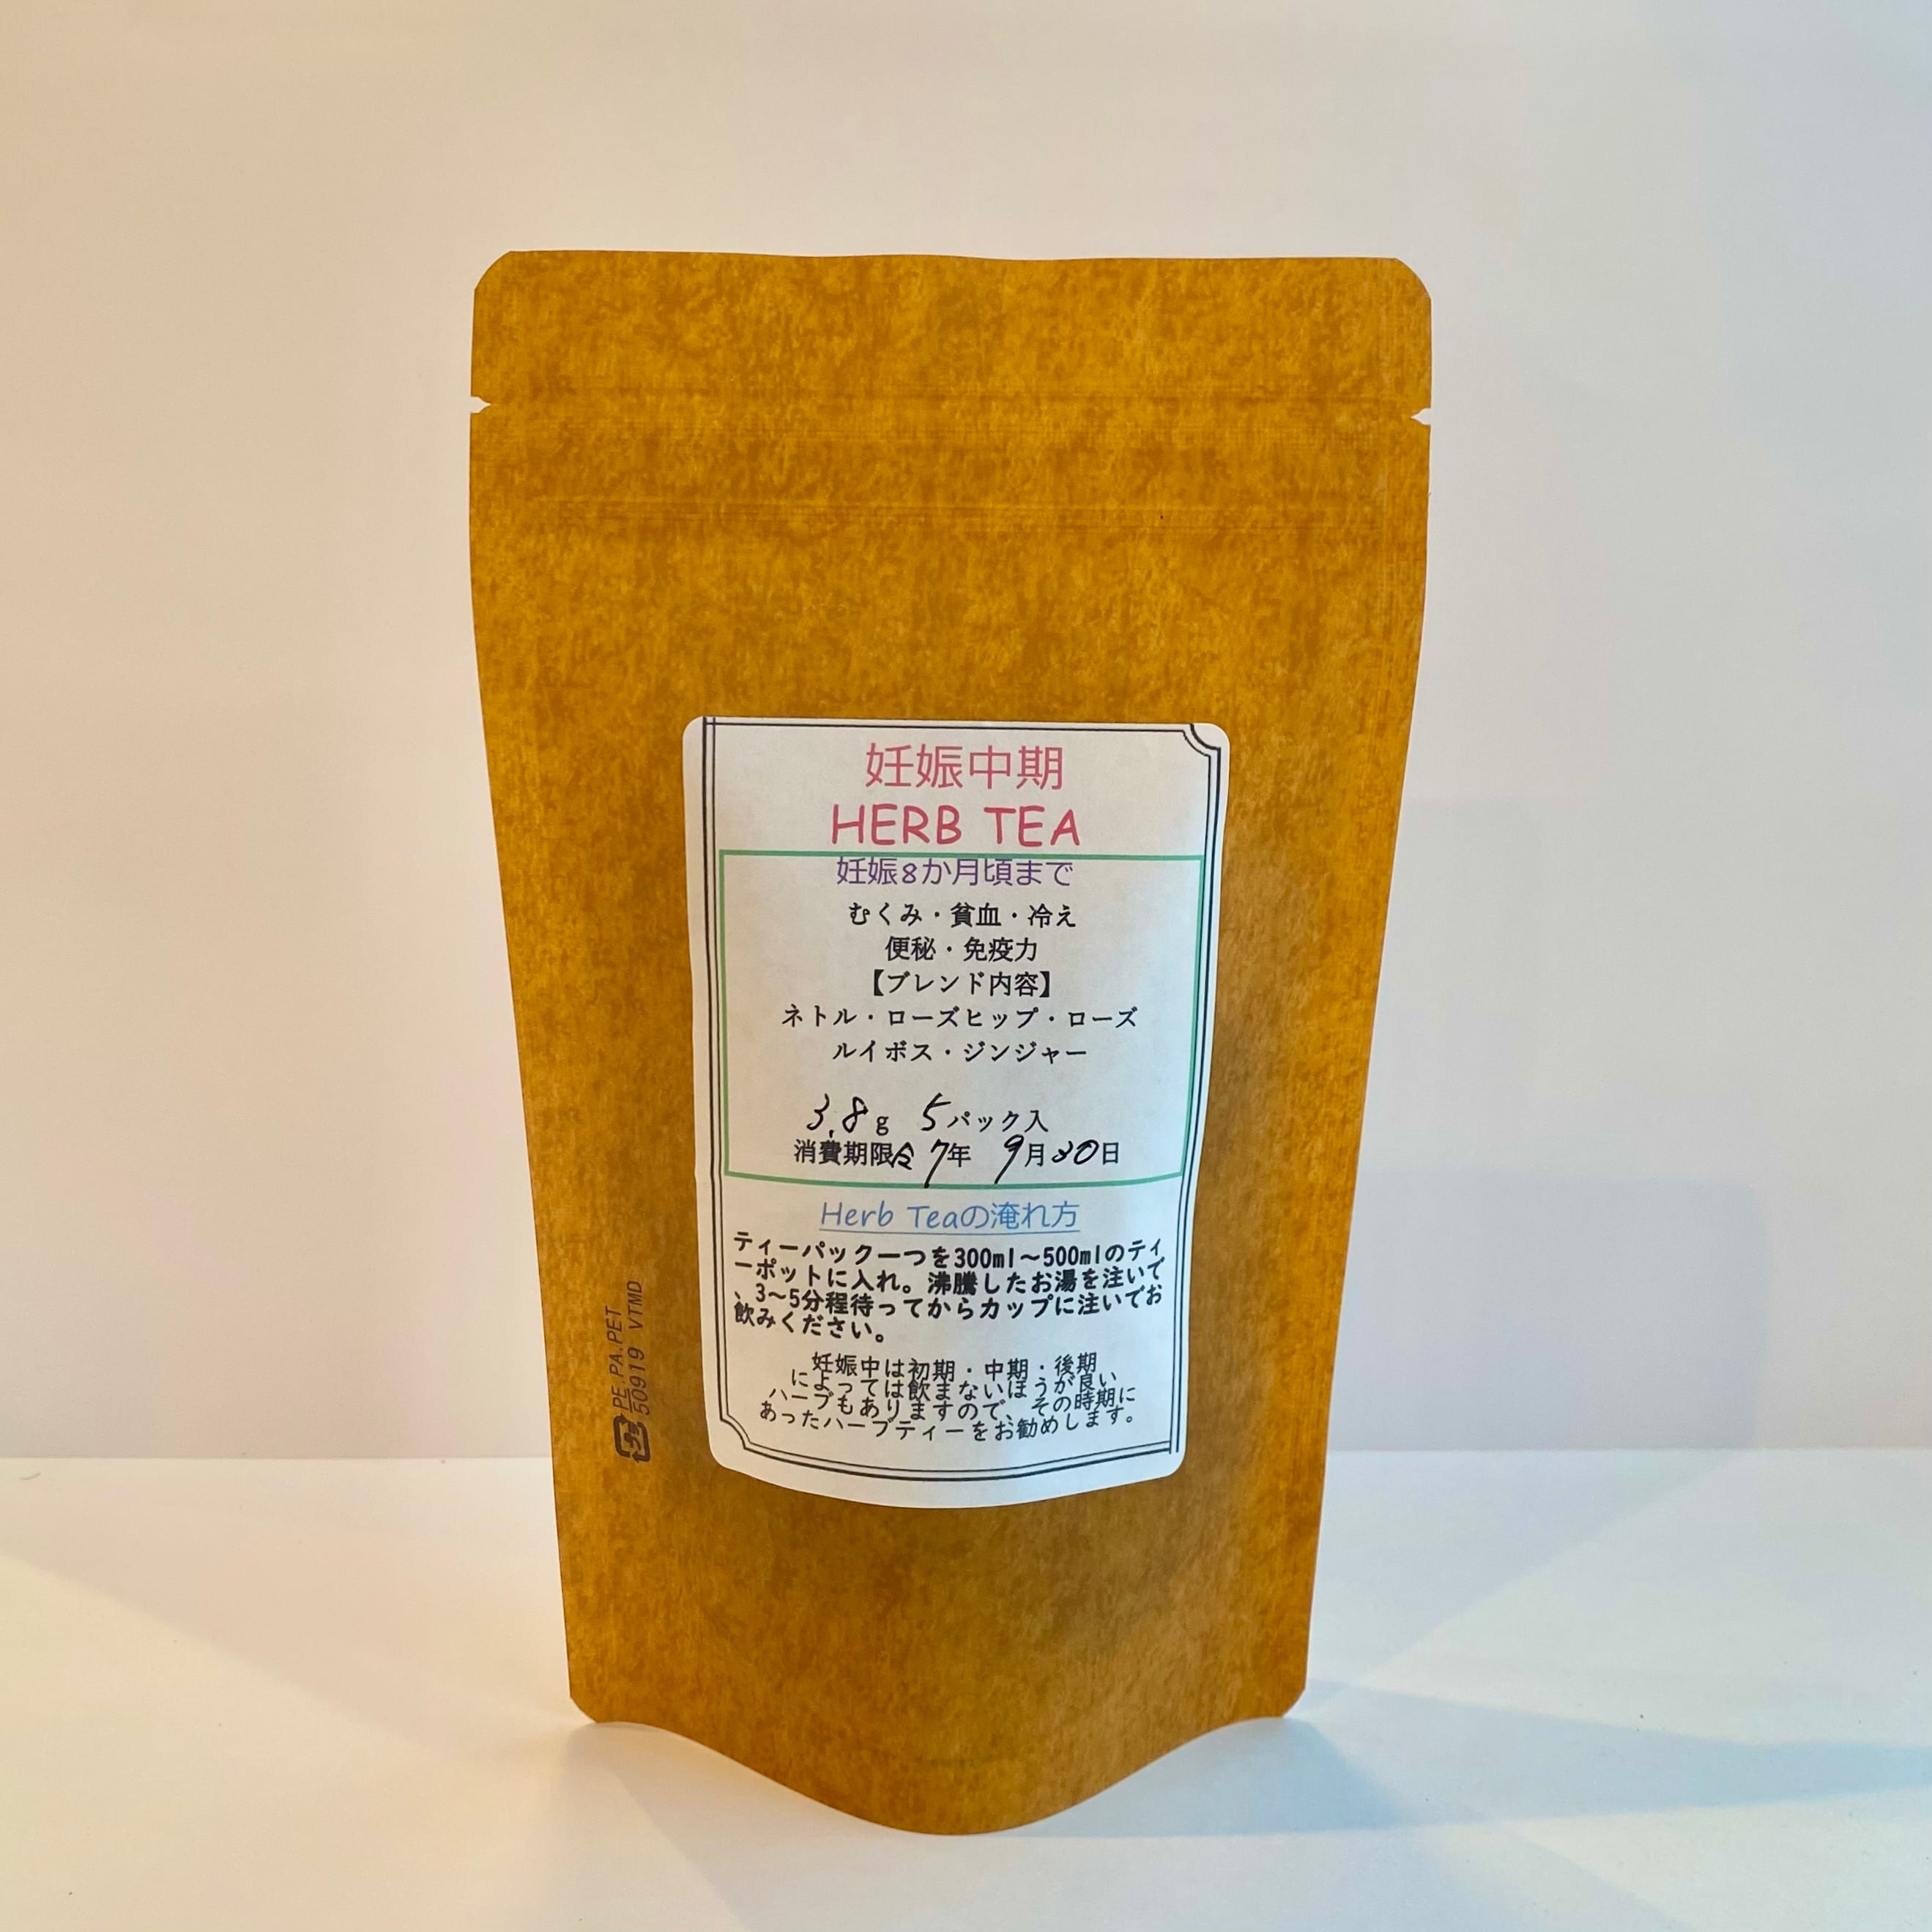 妊娠中期
HERB TEA
妊娠8か月頃まで
むくみ・貧血・冷え
便秘・免疫力
【ブレンド内容】
ネトル・ローズヒップ・ローズ
ルイボス・ジンジャー
3.8g 5パック入
消費期限令7年 9月30日
Herb Teaの淹れ方
ティーパック一つを300ml～500mlのティ
ーポットに入れ。沸騰したお湯を注いで
、3～5分程待ってからカップに注いでお
飲みください。
妊娠中は初期・中期・後期
によっては飲まないほうが良い
ハーブもありますので、その時期に
あったハーブティーをお勧めします。
PE.PA.PET
50919 VTMD